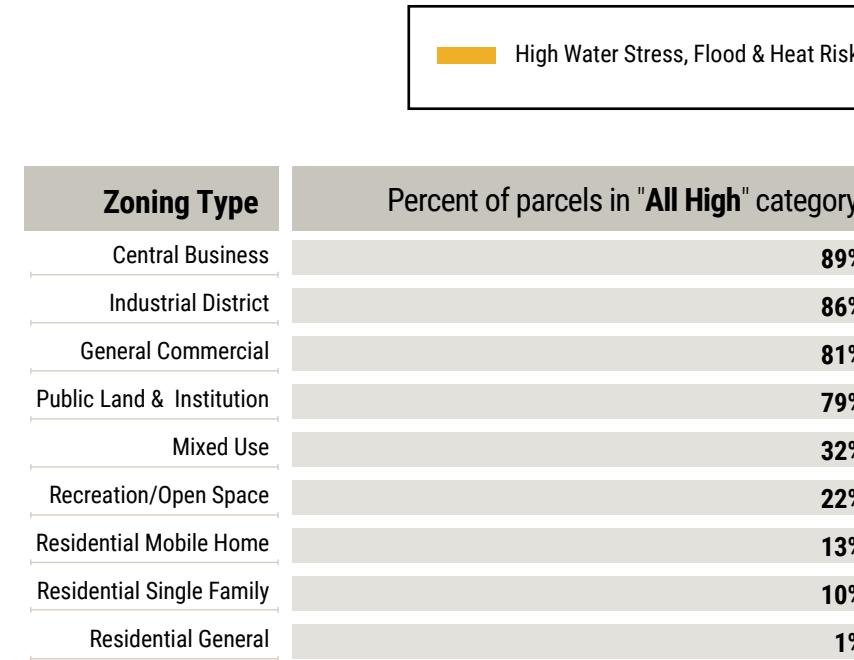 High Water Stress, Flood & Heat Risk
Zoning Type Percent of parcels in "All High" category
Central Business 89%
Industrial District 86%
General Commercial 81%
Public Land & Institution 79%
Mixed Use 32%
Recreation/Open Space 22%
Residential Mobile Home 13%
Residential Single Family 10%
Residential General 1%